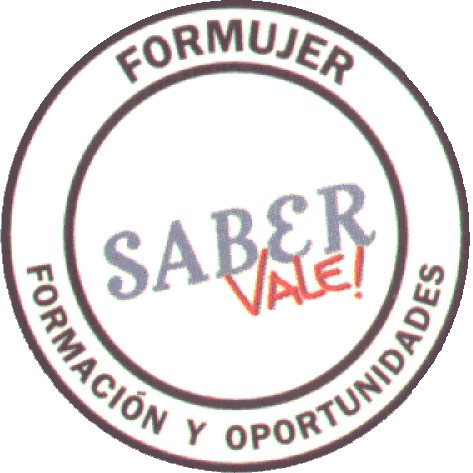 FORMUJER
SABER
VALE!
FORMACIÓN Y OPORTUNIDADES